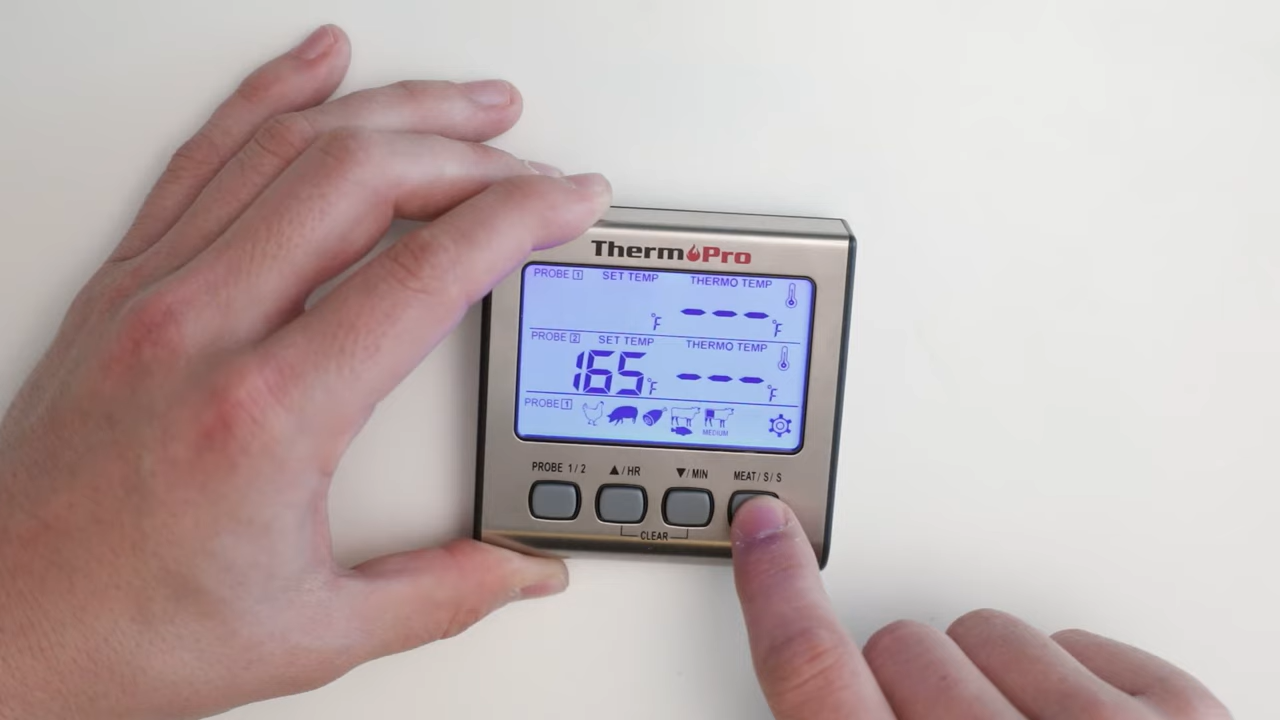 ThermoPro
PROBE 1 SET TEMP THERMO TEMP
°F --- °F
PROBE 2 SET TEMP THERMO TEMP
165 °F --- °F
PROBE 1
MEDIUM
PROBE 1/2 ▲/HR ▼/MIN MEAT/S/S
CLEAR